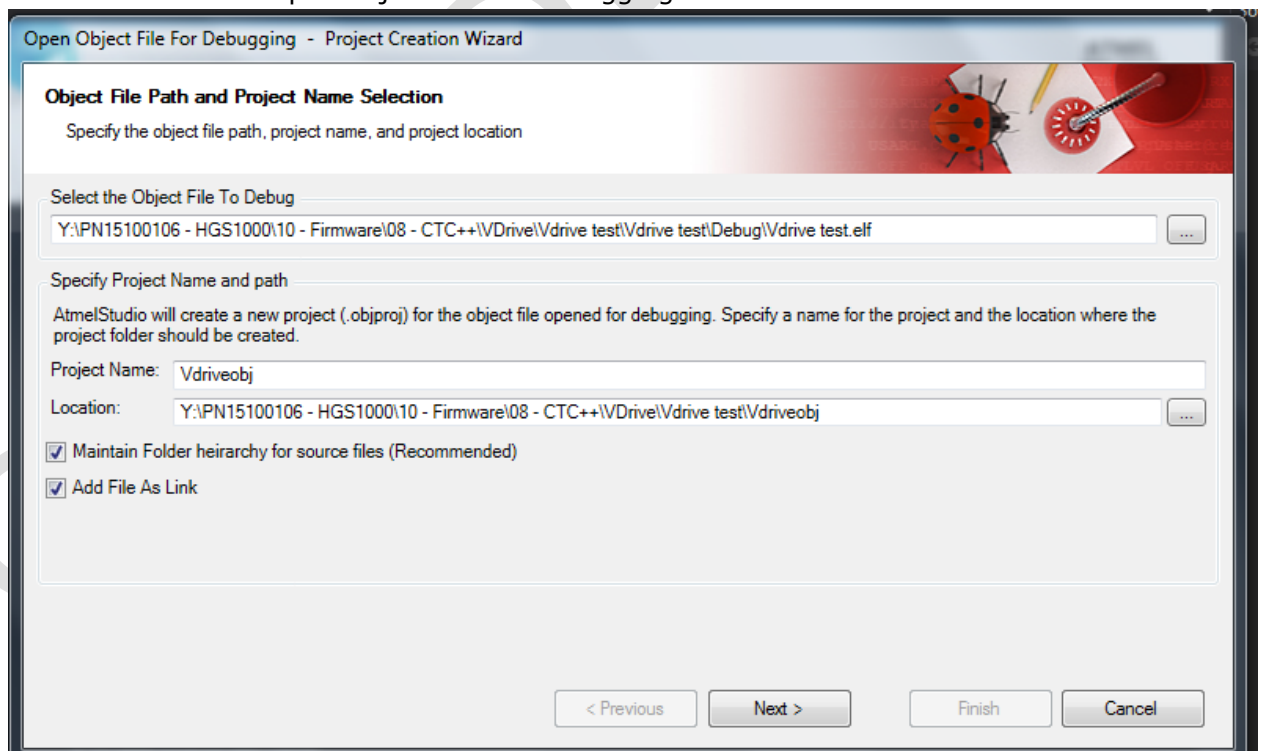 Open Object File For Debugging - Project Creation Wizard
Object File Path and Project Name Selection
Specify the object file path, project name, and project location
Select the Object File To Debug
Y:\PN15100106 - HGS1000\10 - Firmware\08 - CTC++\VDrive\Vdrive test\Vdrive test\Debug\Vdrive test.elf
...
Specify Project Name and path
AtmelStudio will create a new project (.objproj) for the object file opened for debugging. Specify a name for the project and the location where the
project folder should be created.
Project Name: Vdriveobj
Location: Y:\PN15100106 - HGS1000\10 - Firmware\08 - CTC++\VDrive\Vdrive test\Vdriveobj
...
Maintain Folder heirarchy for source files (Recommended)
Add File As Link
< Previous Next > Finish Cancel